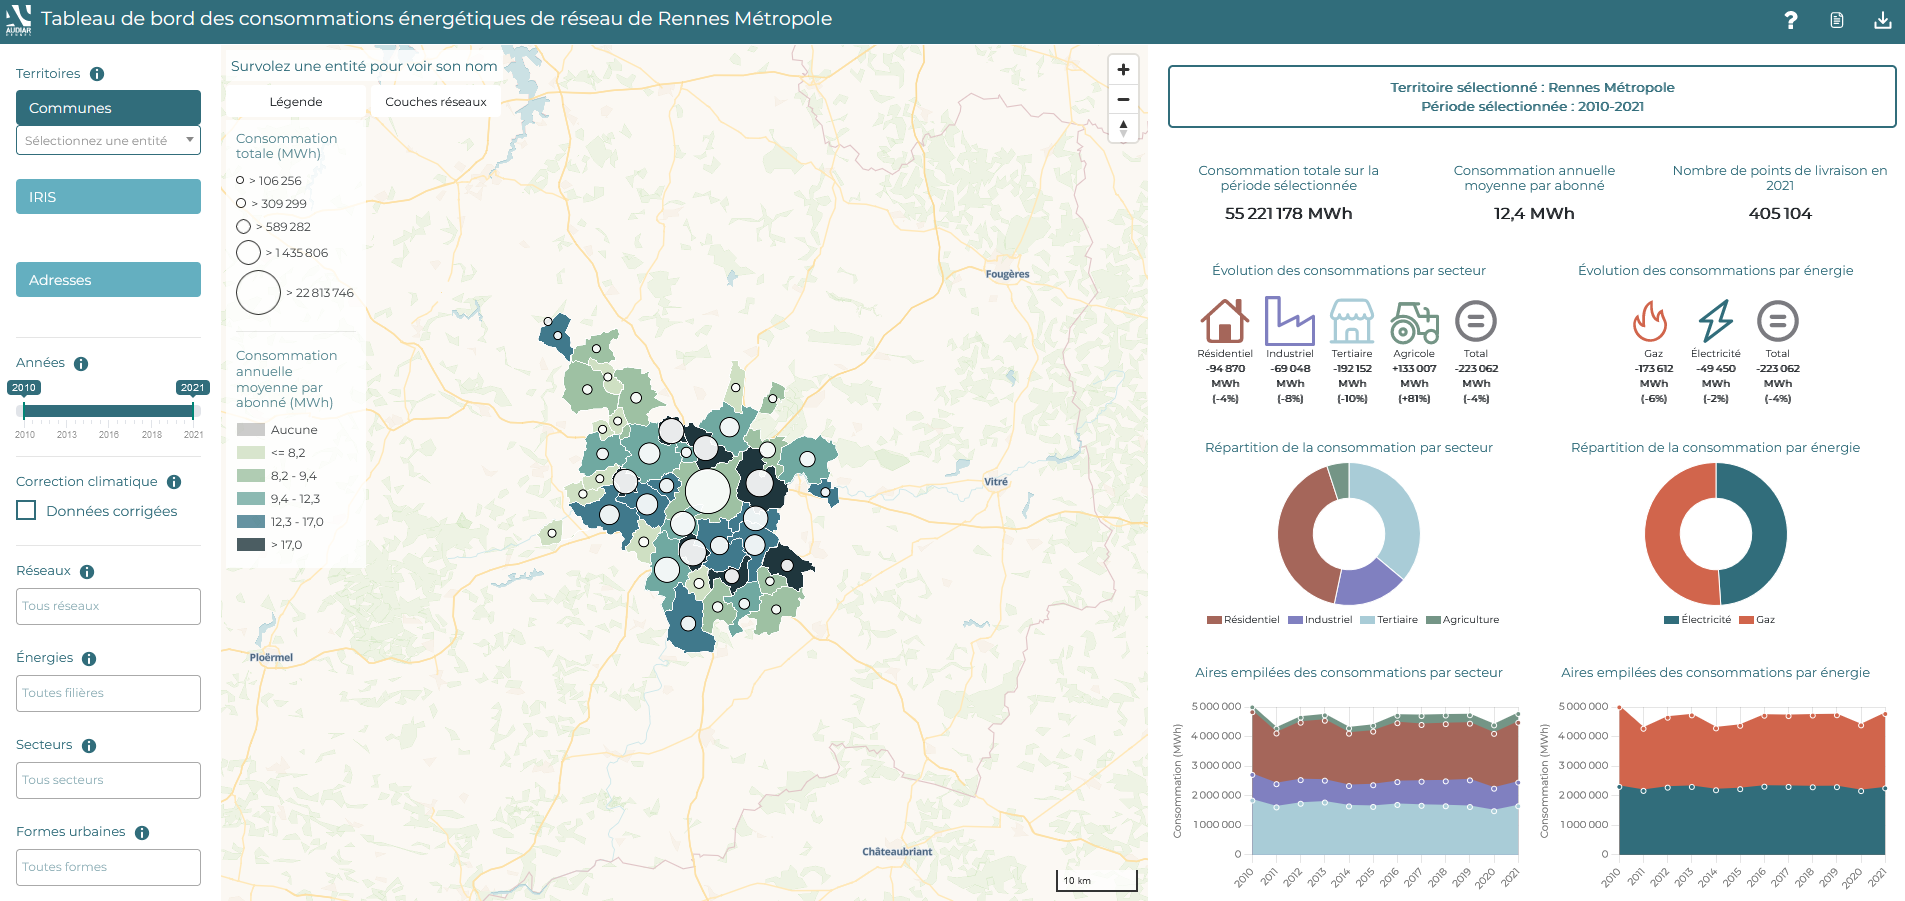 AUDIAR
RENNES
Tableau de bord des consommations énergétiques de réseau de Rennes Métropole
?
Territoires i
Communes
Sélectionnez une entité
IRIS
Adresses
Années i
2010 2021
2010 2013 2016 2018 2021
Correction climatique i
Données corrigées
Réseaux i
Tous réseaux
Énergies i
Toutes filières
Secteurs i
Tous secteurs
Formes urbaines i
Toutes formes
Survolez une entité pour voir son nom
Légende Couches réseaux
Consommation
totale (MWh)
> 106 256
> 309 299
> 589 282
> 1 435 806
> 22 813 746
Consommation
annuelle
moyenne par
abonné (MWh)
Aucune
<= 8,2
8,2 - 9,4
9,4 - 12,3
12,3 - 17,0
> 17,0
Fougères
Vitré
Ploërmel
Châteaubriant
10 km
Territoire sélectionné : Rennes Métropole
Période sélectionnée : 2010-2021
Consommation totale sur la
période sélectionnée
55 221 178 MWh
Consommation annuelle
moyenne par abonné
12,4 MWh
Nombre de points de livraison en
2021
405 104
Évolution des consommations par secteur
Résidentiel Industriel Tertiaire Agricole Total
-94 870 -69 048 -192 152 +133 007 -223 062
MWh MWh MWh MWh MWh
(-4%) (-8%) (-10%) (+81%) (-4%)
Évolution des consommations par énergie
Gaz Électricité Total
-173 612 -49 450 -223 062
MWh MWh MWh
(-6%) (-2%) (-4%)
Répartition de la consommation par secteur
Résidentiel Industriel Tertiaire Agriculture
Répartition de la consommation par énergie
Électricité Gaz
Aires empilées des consommations par secteur
Consommation (MWh)
5 000 000
4 000 000
3 000 000
2 000 000
1 000 000
0
2010 2011 2012 2013 2014 2015 2016 2017 2018 2019 2020 2021
Aires empilées des consommations par énergie
Consommation (MWh)
5 000 000
4 000 000
3 000 000
2 000 000
1 000 000
0
2010 2011 2012 2013 2014 2015 2016 2017 2018 2019 2020 2021